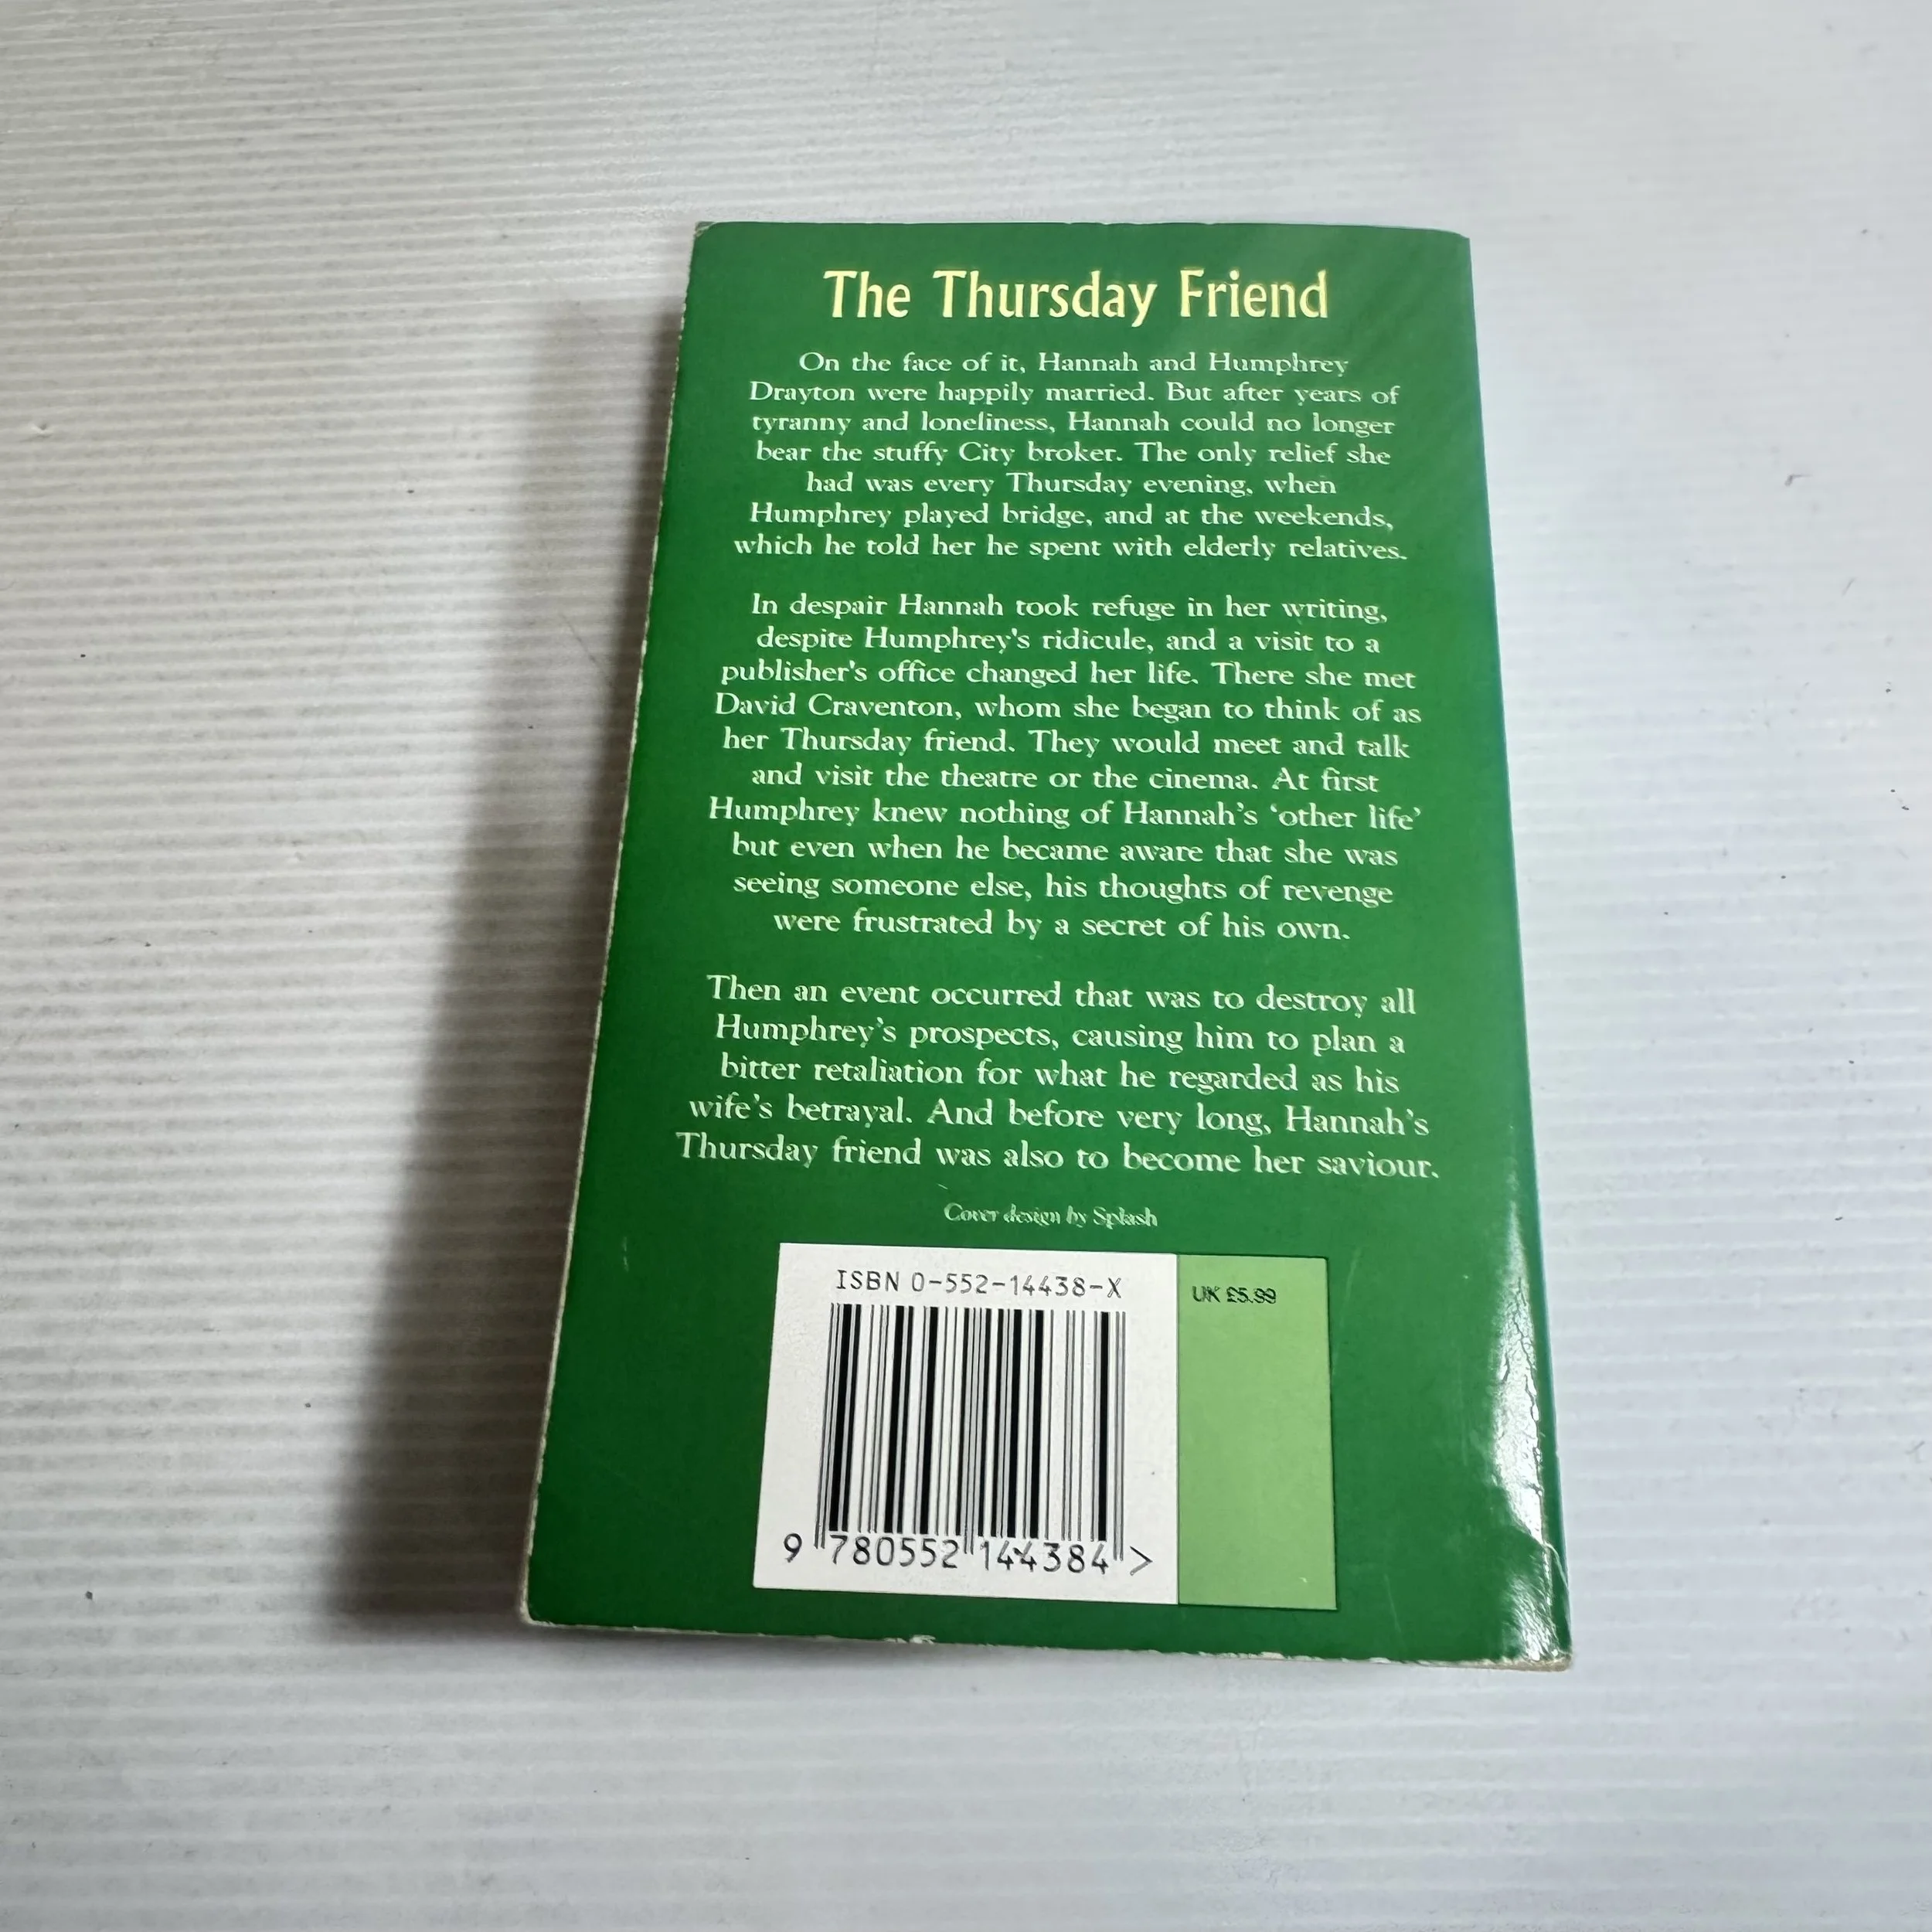 The Thursday Friend
On the face of it, Hannah and Humphrey
Drayton were happily married. But after years of
tyranny and loneliness, Hannah could no longer
bear the stuffy City broker. The only relief she
had was every Thursday evening, when
Humphrey played bridge, and at the weekends,
which he told her he spent with elderly relatives.
In despair Hannah took refuge in her writing,
despite Humphrey's ridicule, and a visit to a
publisher's office changed her life. There she met
David Craventon, whom she began to think of as
her Thursday friend. They would meet and talk
and visit the theatre or the cinema. At first
Humphrey knew nothing of Hannah's ‘other life’
but even when he became aware that she was
seeing someone else, his thoughts of revenge
were frustrated by a secret of his own.
Then an event occurred that was to destroy all
Humphrey's prospects, causing him to plan a
bitter retaliation for what he regarded as his
wife's betrayal. And before very long, Hannah's
Thursday friend was also to become her saviour.
Cover design by Splash
ISBN 0-552-14438-X
UK £5.99
9 780552 144384 >